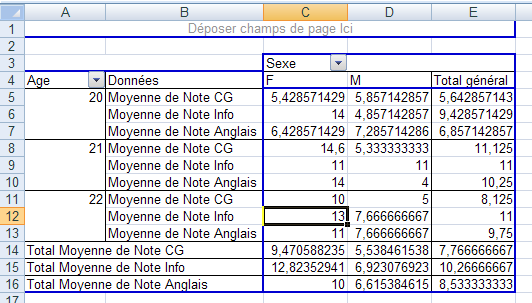 A B C D E
1 Déposer champs de page Ici
2
3 Sexe
4 Age Données F M Total général
5 20 Moyenne de Note CG 5,428571429 5,857142857 5,642857143
6 Moyenne de Note Info 14 4,857142857 9,428571429
7 Moyenne de Note Anglais 6,428571429 7,285714286 6,857142857
8 21 Moyenne de Note CG 14,6 5,333333333 11,125
9 Moyenne de Note Info 11 11 11
10 Moyenne de Note Anglais 14 4 10,25
11 22 Moyenne de Note CG 10 5 8,125
12 Moyenne de Note Info 13 7,666666667 11
13 Moyenne de Note Anglais 11 7,666666667 9,75
14 Total Moyenne de Note CG 9,470588235 5,538461538 7,766666667
15 Total Moyenne de Note Info 12,82352941 6,923076923 10,26666667
16 Total Moyenne de Note Anglais 10 6,615384615 8,533333333
17